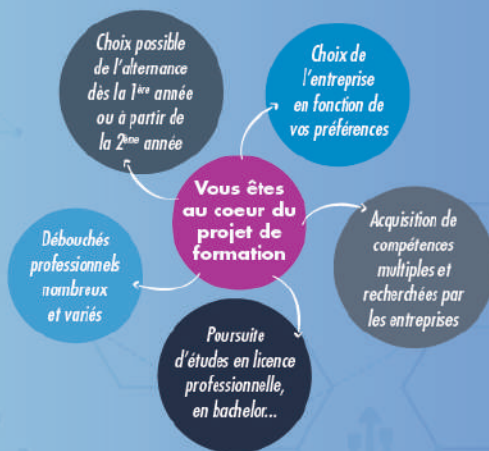 Choix possible
de l'alternance
dès la 1ère année
ou à partir de
la 2ème année
Choix de
l'entreprise
en fonction de
vos préférences
Vous êtes
au coeur du
projet de
formation
Acquisition de
compétences
multiples et
recherchées par
les entreprises
Débouchés
professionnels
nombreux
et variés
Poursuite
d'études en licence
professionnelle,
en bachelor...